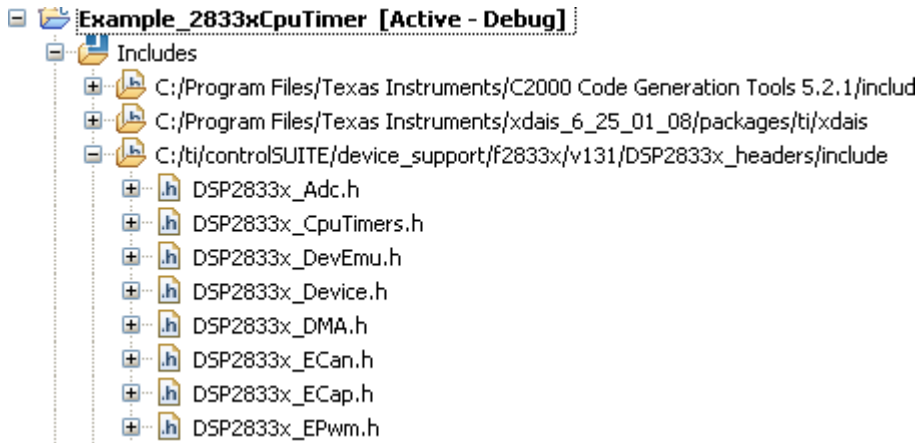 Example_2833xCpuTimer [Active - Debug]
Includes
C:/Program Files/Texas Instruments/C2000 Code Generation Tools 5.2.1/includ
C:/Program Files/Texas Instruments/xdais_6_25_01_08/packages/ti/xdais
C:/ti/controlSUITE/device_support/f2833x/v131/DSP2833x_headers/include
.h DSP2833x_Adc.h
.h DSP2833x_CpuTimers.h
.h DSP2833x_DevEmu.h
.h DSP2833x_Device.h
.h DSP2833x_DMA.h
.h DSP2833x_ECan.h
.h DSP2833x_ECap.h
.h DSP2833x_EPwm.h